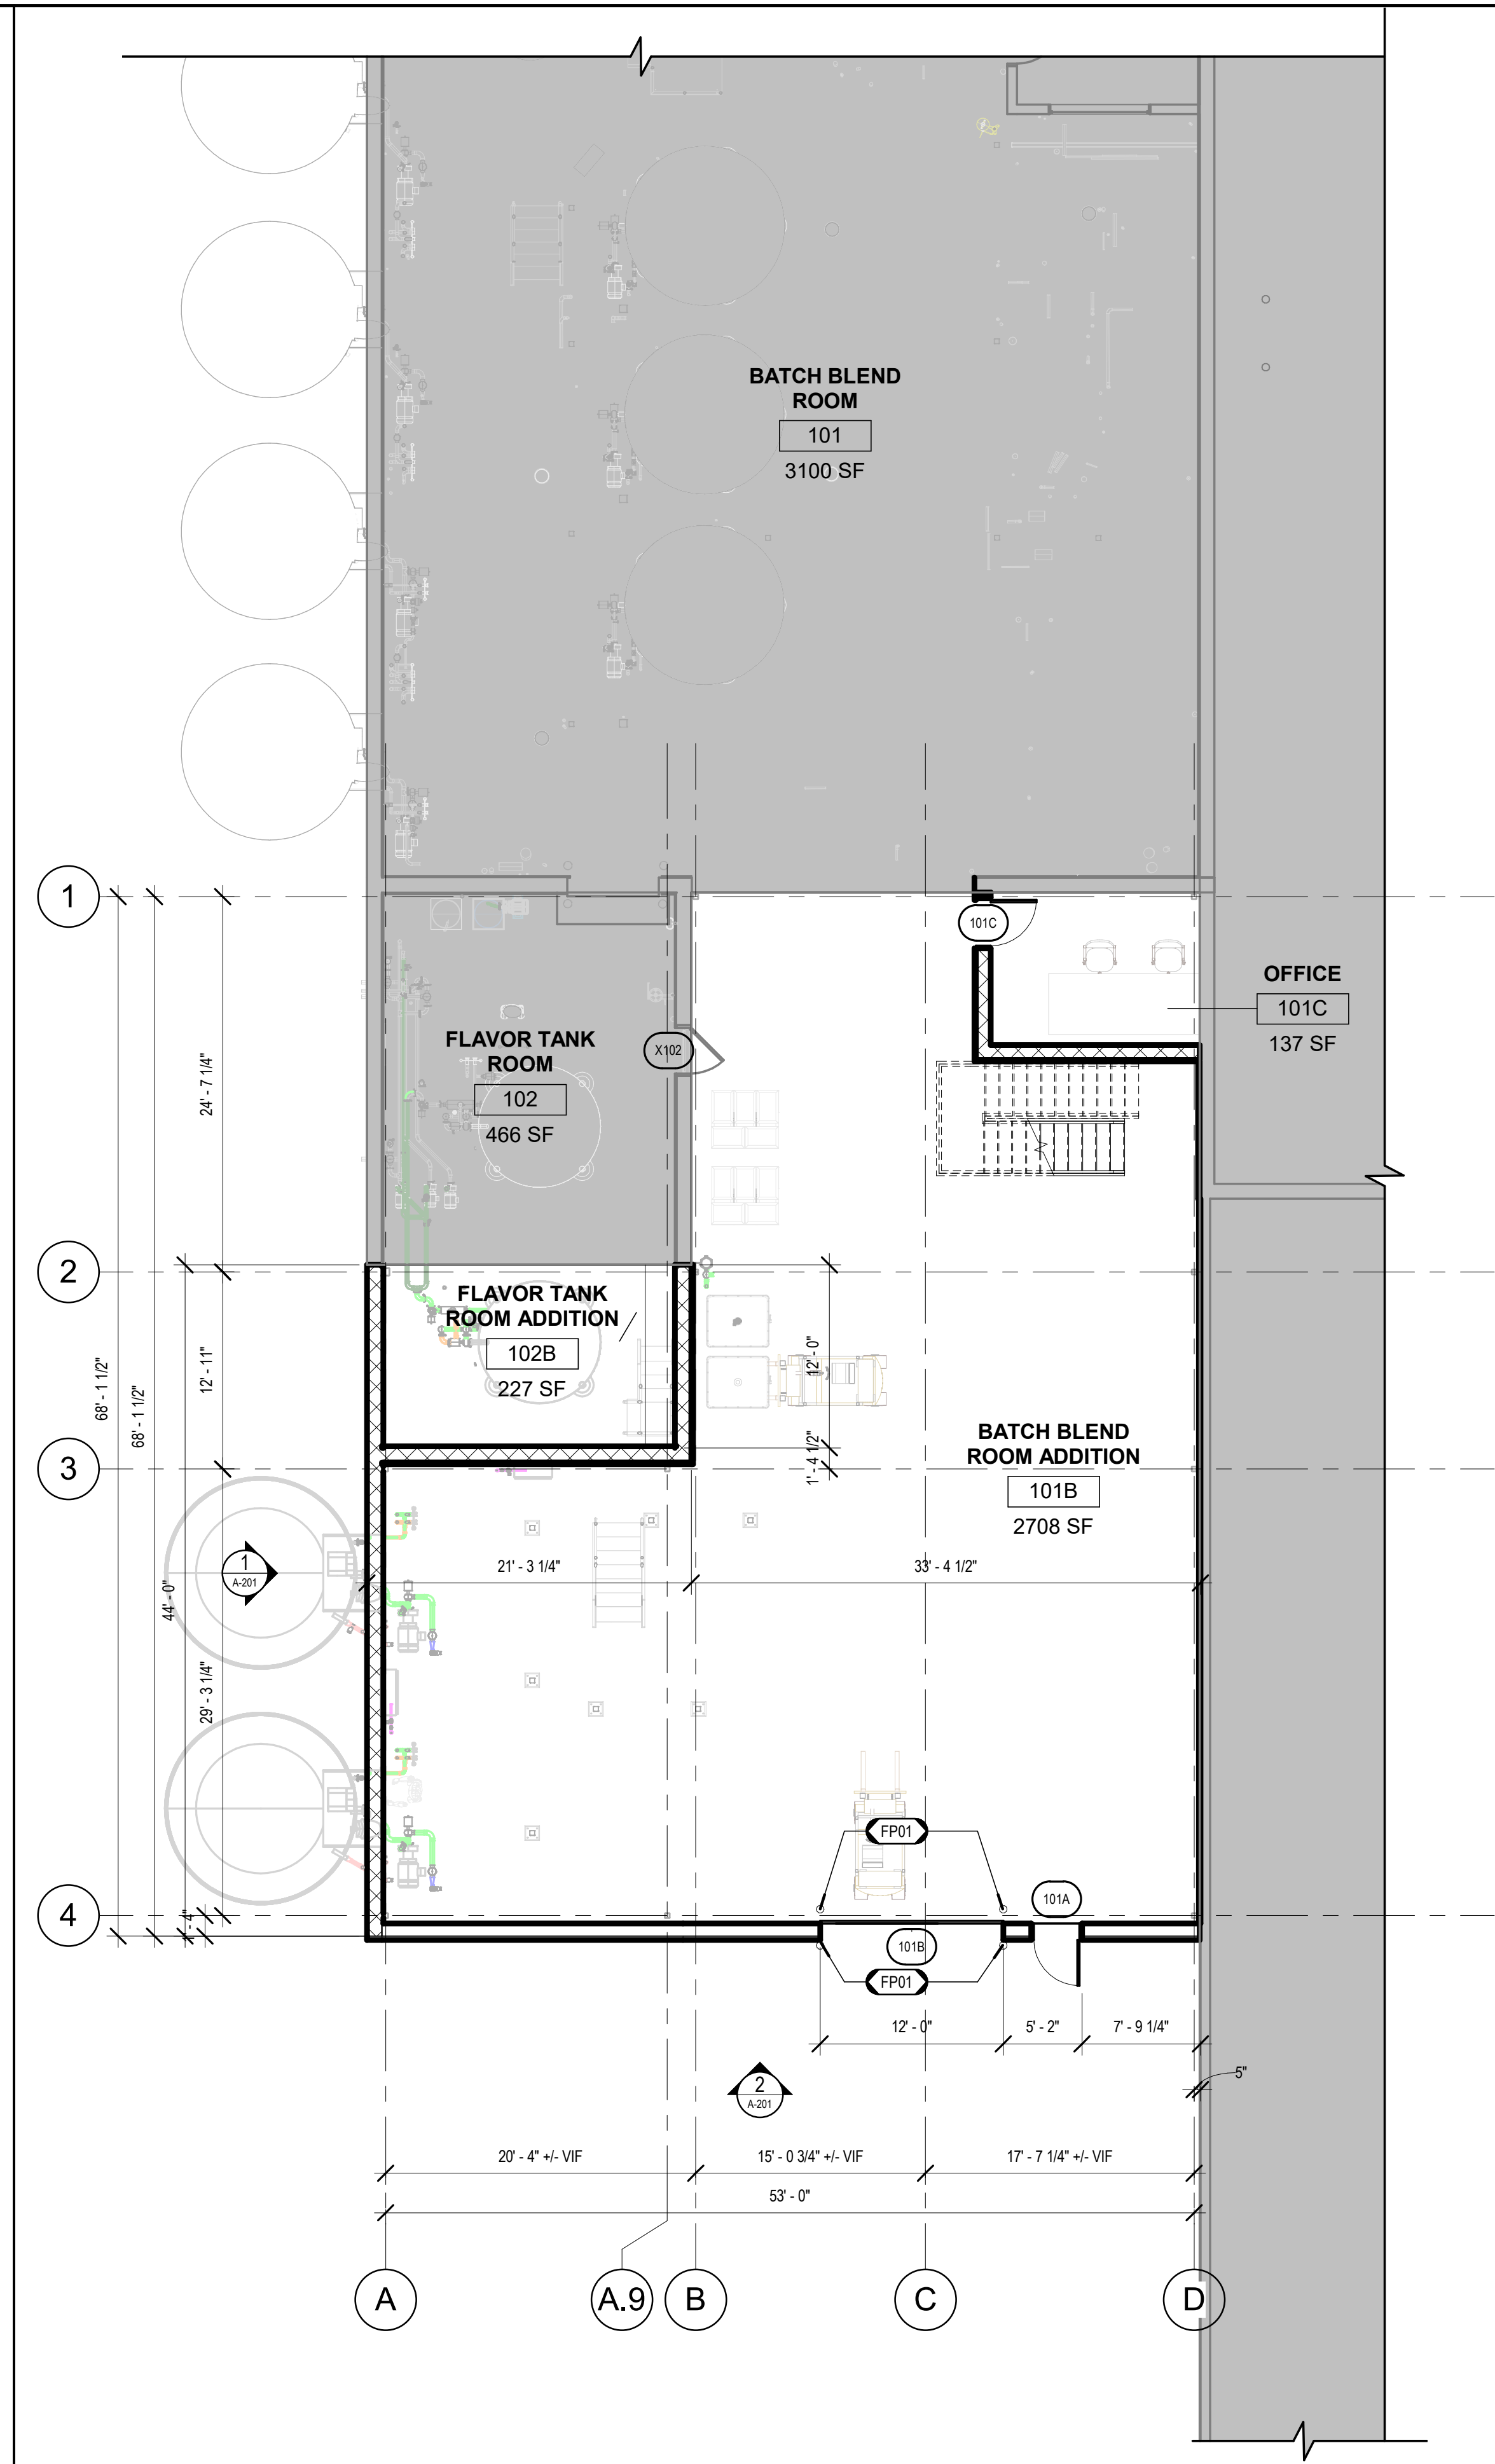 BATCH BLEND
ROOM
101
3100 SF
1
101C
OFFICE
101C
137 SF
FLAVOR TANK
ROOM
102
466 SF
X102
24' - 7 1/4"
2
FLAVOR TANK
ROOM ADDITION
102B
227 SF
12' - 0"
12' - 11"
68' - 1 1/2"
68' - 1 1/2"
1' - 4 1/2"
BATCH BLEND
ROOM ADDITION
101B
2708 SF
3
1
A-201
21' - 3 1/4"
33' - 4 1/2"
44' - 0"
29' - 3 1/4"
FP01
101A
4
1' - 4"
101B
FP01
12' - 0"
5' - 2"
7' - 9 1/4"
2
A-201
5"
20' - 4" +/- VIF
15' - 0 3/4" +/- VIF
17' - 7 1/4" +/- VIF
53' - 0"
A
A.9
B
C
D